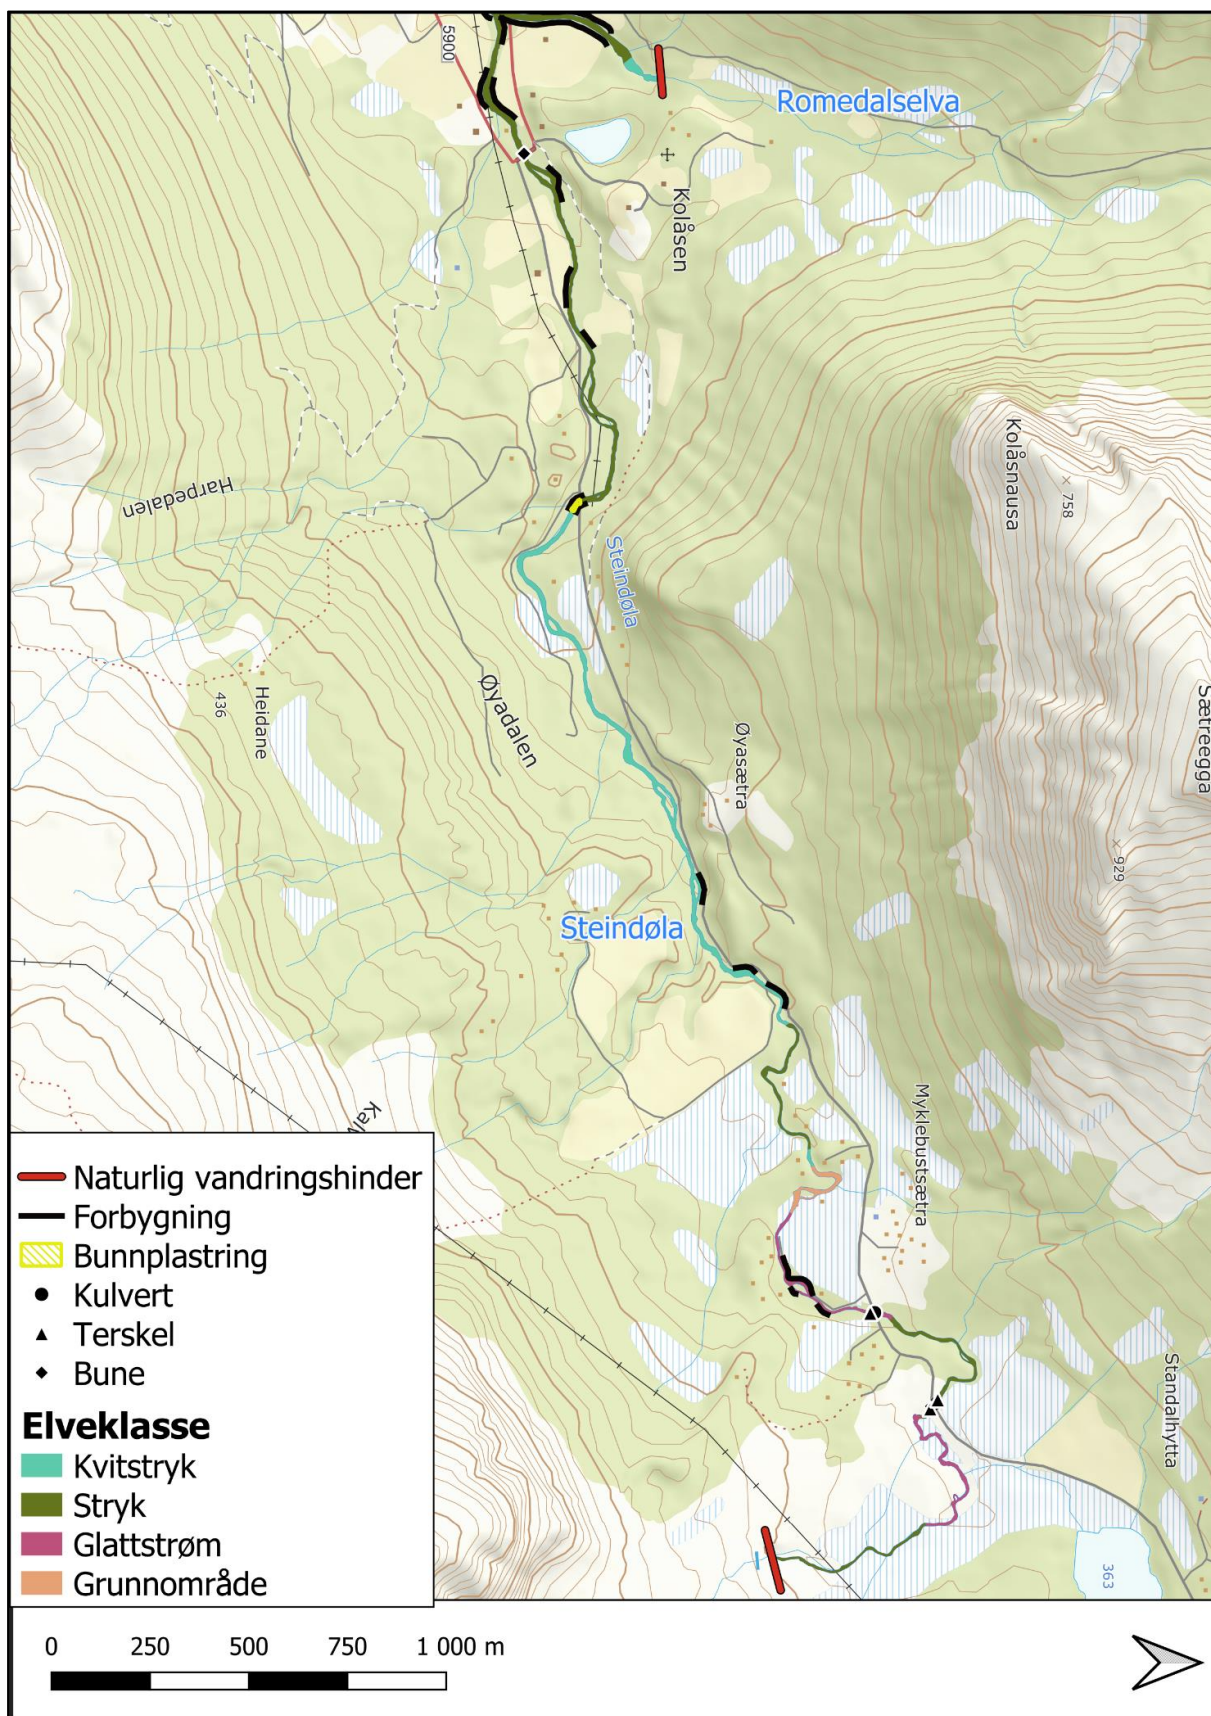 5900
Romedalselva
Kolåsen
Kolåsnausa
758
Harpedalen
Steindøla
Sætreegga
Øyadalen
Heidane
436
Øyasætra
929
Steindøla
Myklebustsætra
Standalhytta
363
Naturlig vandringshinder
Forbygning
Bunnplastring
Kulvert
Terskel
Bune
Elveklasse
Kvitstryk
Stryk
Glattstrøm
Grunnområde
0 250 500 750 1 000 m